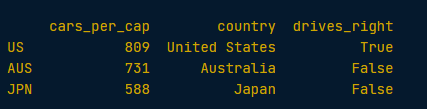 cars_per_cap country drives_right
US 809 United States True
AUS 731 Australia False
JPN 588 Japan False